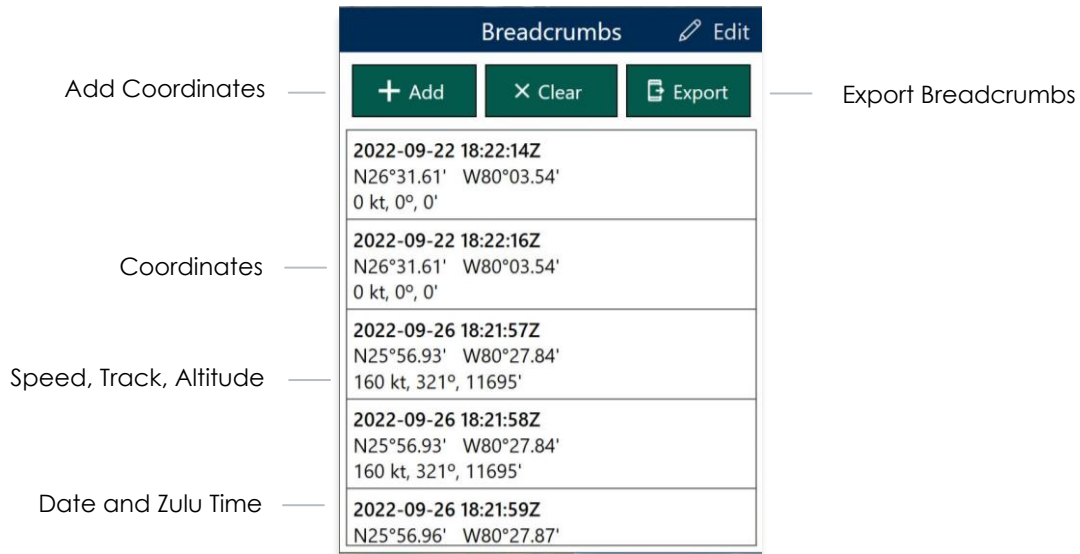 Breadcrumbs Edit
Add Coordinates
Add Clear Export
Export Breadcrumbs
2022-09-22 18:22:14Z
N26°31.61' W80°03.54'
0 kt, 0º, 0'
2022-09-22 18:22:16Z
Coordinates
N26°31.61' W80°03.54'
0 kt, 0º, 0'
2022-09-26 18:21:57Z
N25°56.93' W80°27.84'
Speed, Track, Altitude
160 kt, 321º, 11695'
2022-09-26 18:21:58Z
N25°56.93' W80°27.84'
160 kt, 321º, 11695'
Date and Zulu Time
2022-09-26 18:21:59Z
N25°56.96' W80°27.87'